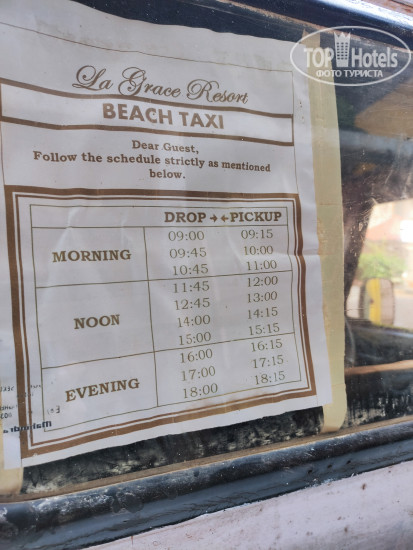 TOP Hotels
ФОТО ТУРИСТА
La Grace Resort
BEACH TAXI
Dear Guest,
Follow the schedule strictly as mentioned
below.
DROP → ← PICKUP
MORNING
09:00 09:15
09:45 10:00
10:45 11:00
NOON
11:45 12:00
12:45 13:00
14:00 14:15
15:00 15:15
EVENING
16:00 16:15
17:00 17:15
18:00 18:15